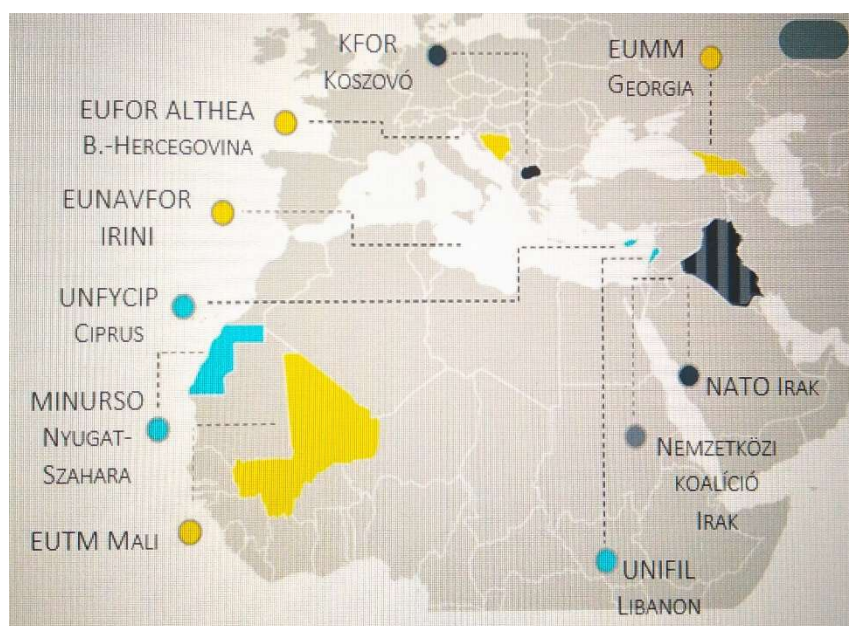 KFOR
KOSZOVÓ
EUMM
GEORGIA
EUFOR ALTHEA
B.-HERCEGOVINA
EUNAVFOR
IRINI
UNFYCIP
CIPRUS
MINURSO
NYUGAT-
SZAHARA
EUTM MALI
NATO IRAK
NEMZETKÖZI
KOALÍCIÓ
IRAK
UNIFIL
LIBANON